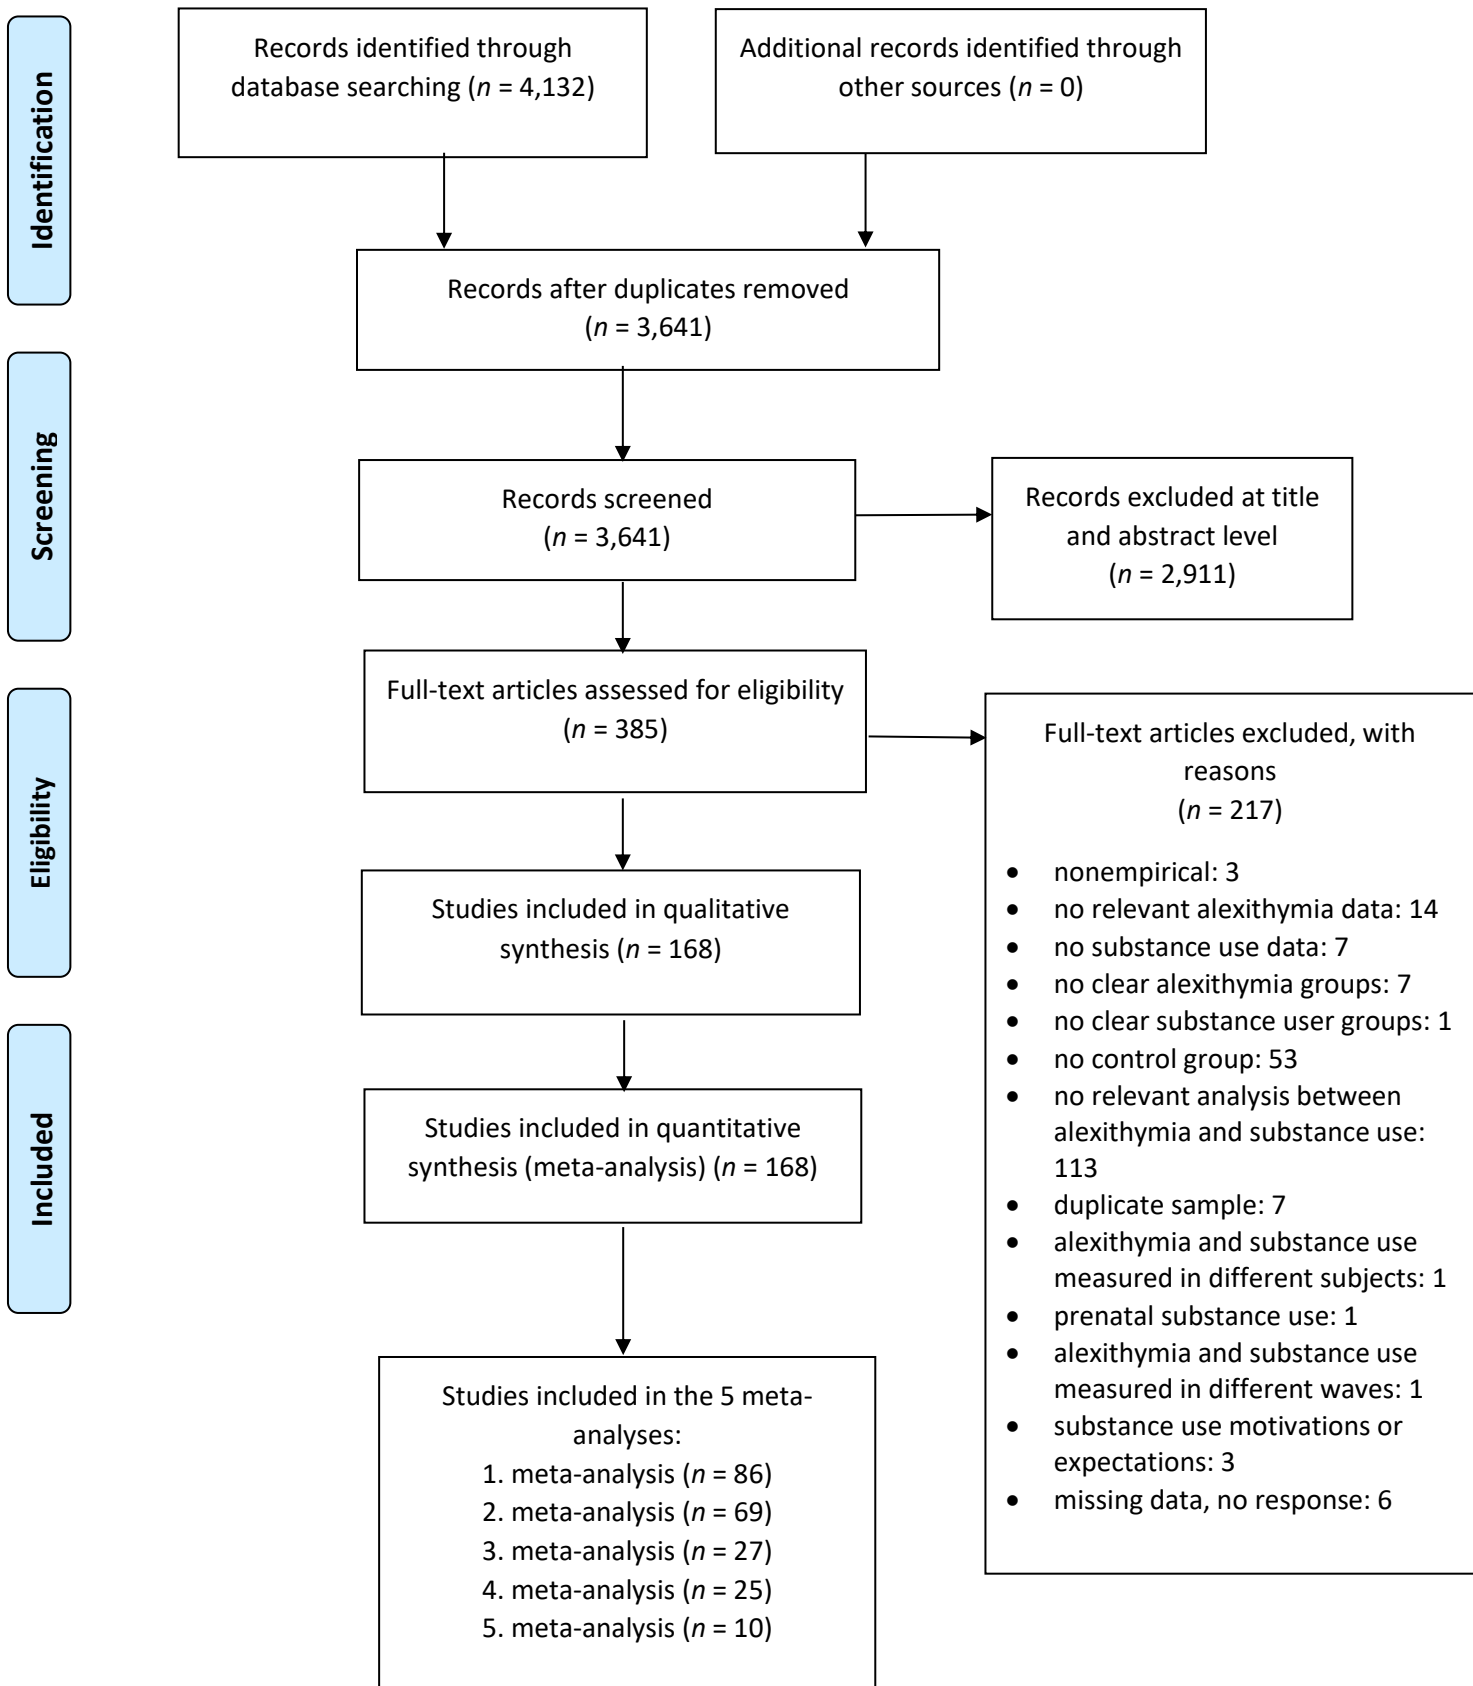 Identification
Records identified through
database searching (n = 4,132)
Additional records identified through
other sources (n = 0)
Records after duplicates removed
(n = 3,641)
Screening
Records screened
(n = 3,641)
Records excluded at title
and abstract level
(n = 2,911)
Eligibility
Full-text articles assessed for eligibility
(n = 385)
Full-text articles excluded, with
reasons
(n = 217)
• nonempirical: 3
• no relevant alexithymia data: 14
• no substance use data: 7
• no clear alexithymia groups: 7
• no clear substance user groups: 1
• no control group: 53
• no relevant analysis between
alexithymia and substance use:
113
• duplicate sample: 7
• alexithymia and substance use
measured in different subjects: 1
• prenatal substance use: 1
• alexithymia and substance use
measured in different waves: 1
• substance use motivations or
expectations: 3
• missing data, no response: 6
Studies included in qualitative
synthesis (n = 168)
Included
Studies included in quantitative
synthesis (meta-analysis) (n = 168)
Studies included in the 5 meta-
analyses:
1. meta-analysis (n = 86)
2. meta-analysis (n = 69)
3. meta-analysis (n = 27)
4. meta-analysis (n = 25)
5. meta-analysis (n = 10)